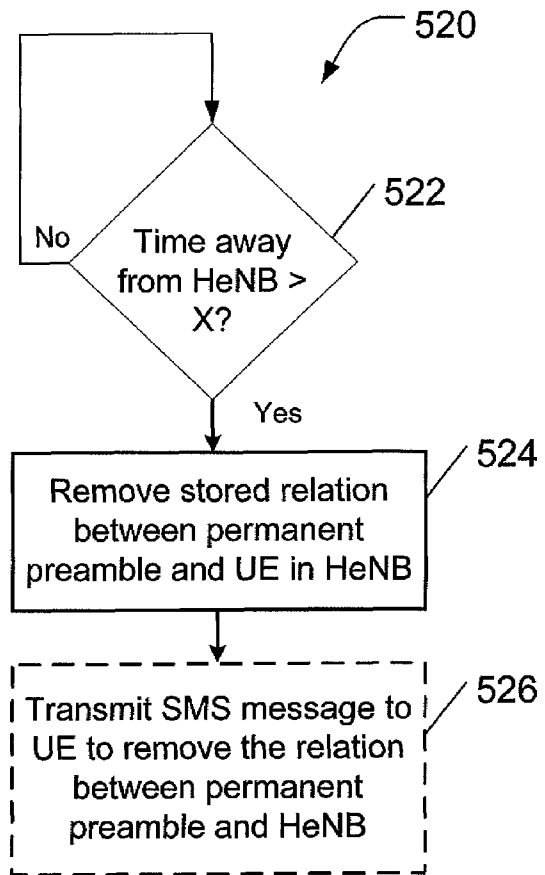 520
522
No
Time away
from HeNB >
X?
Yes
524
Remove stored relation
between permanent
preamble and UE in HeNB
526
Transmit SMS message to
UE to remove the relation
between permanent
preamble and HeNB